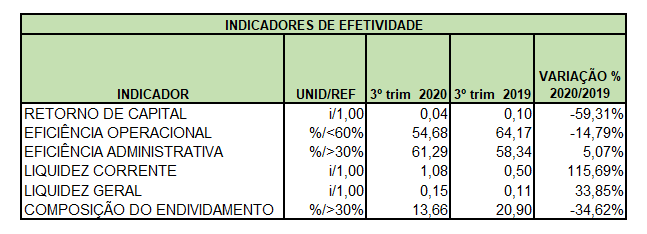 INDICADORES DE EFETIVIDADE
INDICADOR UNID/REF 3º trim 2020 3º trim 2019 VARIAÇÃO % 2020/2019
RETORNO DE CAPITAL i/1,00 0,04 0,10 -59,31%
EFICIÊNCIA OPERACIONAL %/<60% 54,68 64,17 -14,79%
EFICIÊNCIA ADMINISTRATIVA %/>30% 61,29 58,34 5,07%
LIQUIDEZ CORRENTE i/1,00 1,08 0,50 115,69%
LIQUIDEZ GERAL i/1,00 0,15 0,11 33,85%
COMPOSIÇÃO DO ENDIVIDAMENTO %/>30% 13,66 20,90 -34,62%